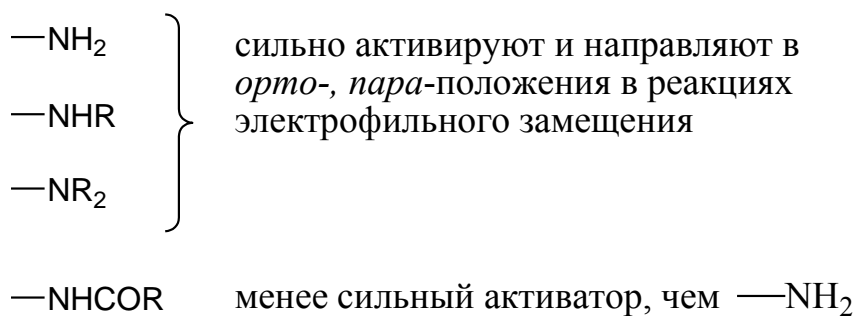 —NH₂ сильно активируют и направляют в
орто-, пара-положения в реакциях
—NHR электрофильного замещения
—NR₂
—NHCOR менее сильный активатор, чем —NH₂